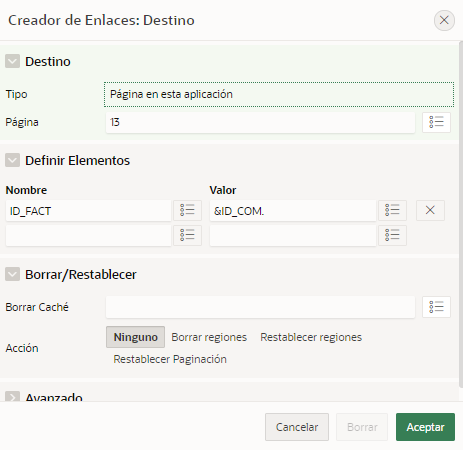 Creador de Enlaces: Destino
Destino
Tipo
Página en esta aplicación
Página
13
Definir Elementos
Nombre Valor
ID_FACT &ID_COM.
Borrar/Restablecer
Borrar Caché
Acción
Ninguno Borrar regiones Restablecer regiones
Restablecer Paginación
Avanzado
Cancelar Borrar Aceptar